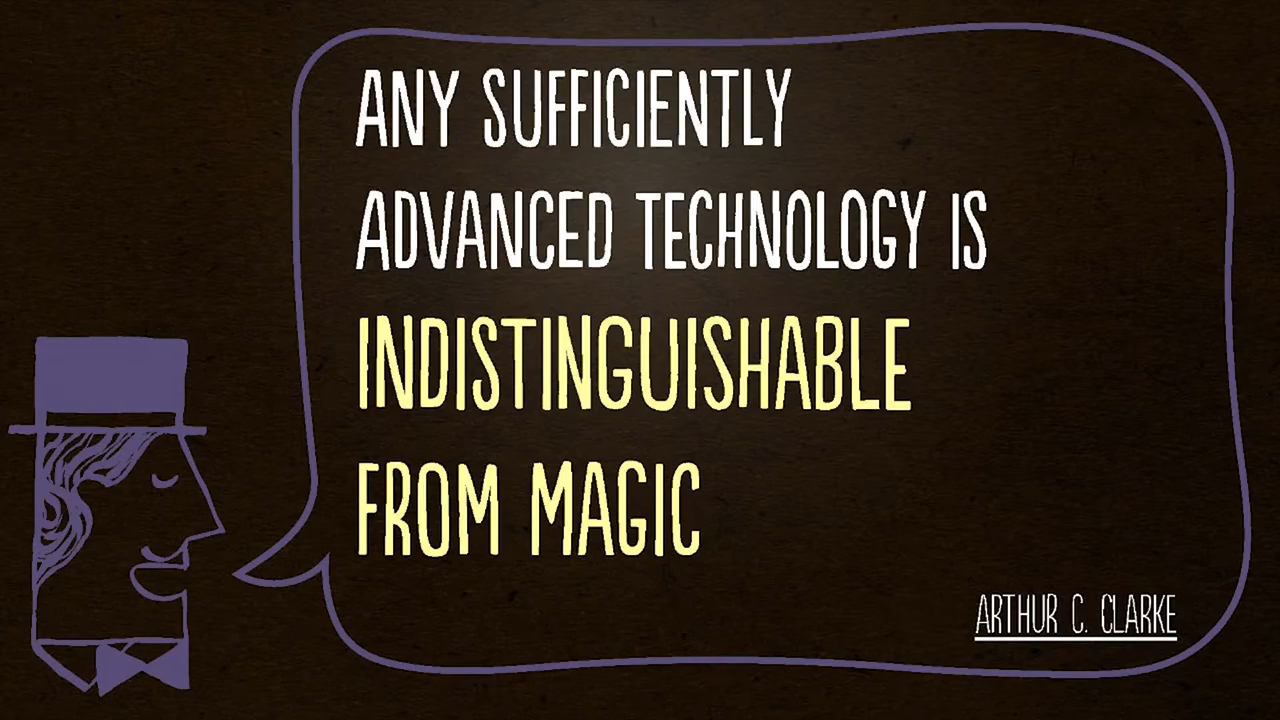 ANY SUFFICIENTLY
ADVANCED TECHNOLOGY IS
INDISTINGUISHABLE
FROM MAGIC
ARTHUR C. CLARKE